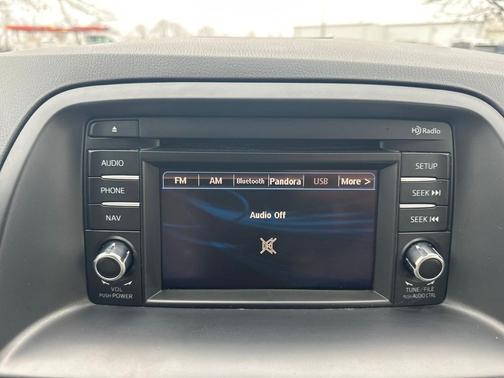 HD Radio
AUDIO
PHONE
NAV
FM AM Bluetooth Pandora USB More >
Audio Off
SETUP
SEEK
SEEK
VOL
PUSH POWER
TUNE/FILE
PUSH AUDIO CTRL